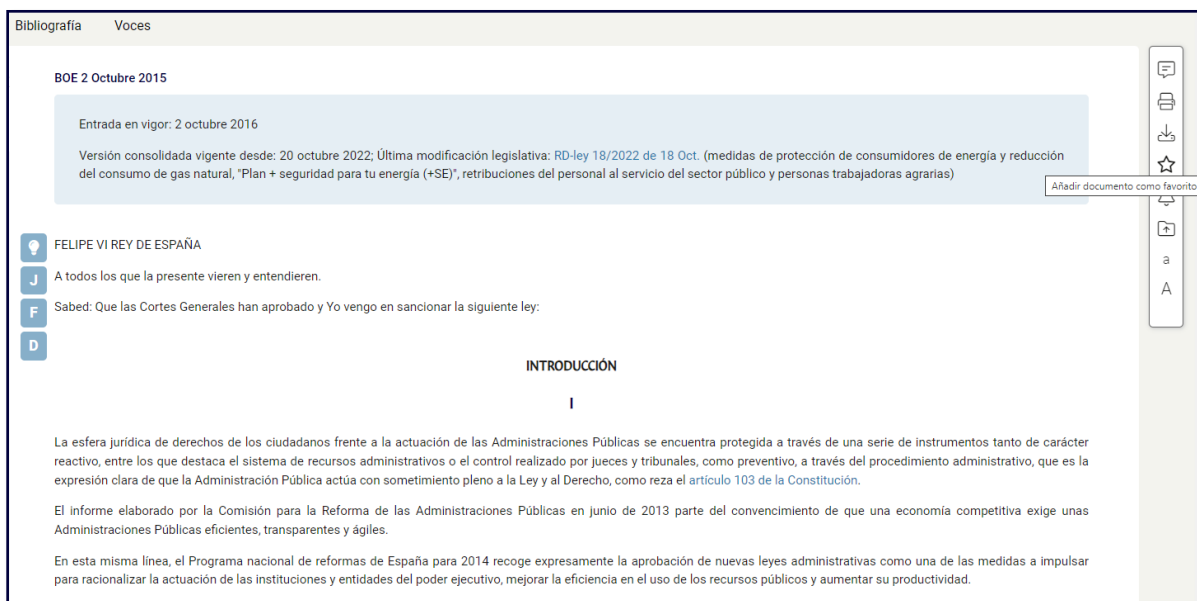 Bibliografía Voces
BOE 2 Octubre 2015
Entrada en vigor: 2 octubre 2016
Versión consolidada vigente desde: 20 octubre 2022; Última modificación legislativa: RD-ley 18/2022 de 18 Oct. (medidas de protección de consumidores de energía y reducción
del consumo de gas natural, "Plan + seguridad para tu energía (+SE)", retribuciones del personal al servicio del sector público y personas trabajadoras agrarias)
Añadir documento como favorito
a
A
FELIPE VI REY DE ESPAÑA
J
A todos los que la presente vieren y entendieren.
F
Sabed: Que las Cortes Generales han aprobado y Yo vengo en sancionar la siguiente ley:
D
INTRODUCCIÓN
I
La esfera jurídica de derechos de los ciudadanos frente a la actuación de las Administraciones Públicas se encuentra protegida a través de una serie de instrumentos tanto de carácter
reactivo, entre los que destaca el sistema de recursos administrativos o el control realizado por jueces y tribunales, como preventivo, a través del procedimiento administrativo, que es la
expresión clara de que la Administración Pública actúa con sometimiento pleno a la Ley y al Derecho, como reza el artículo 103 de la Constitución.
El informe elaborado por la Comisión para la Reforma de las Administraciones Públicas en junio de 2013 parte del convencimiento de que una economía competitiva exige unas
Administraciones Públicas eficientes, transparentes y ágiles.
En esta misma línea, el Programa nacional de reformas de España para 2014 recoge expresamente la aprobación de nuevas leyes administrativas como una de las medidas a impulsar
para racionalizar la actuación de las instituciones y entidades del poder ejecutivo, mejorar la eficiencia en el uso de los recursos públicos y aumentar su productividad.